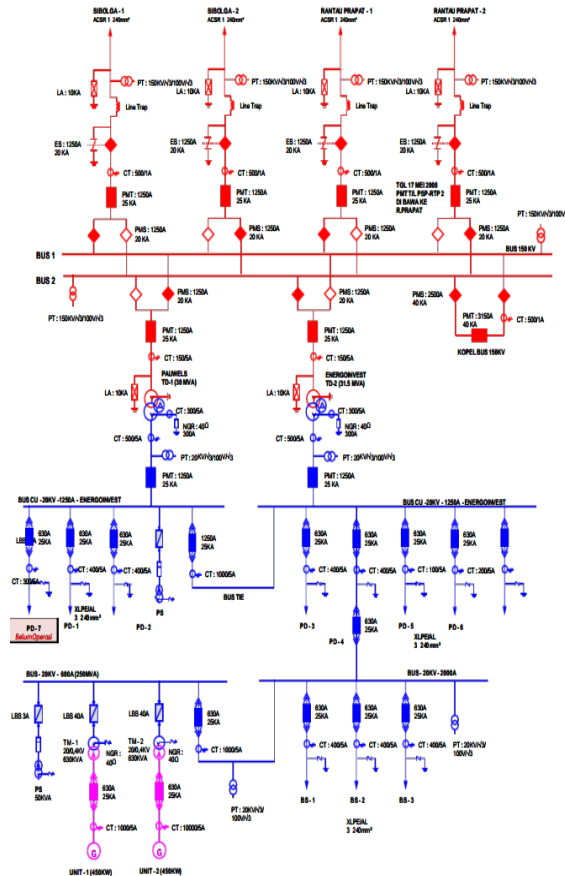 SIBOLGA - 1
ACSR 1 240mm²
SIBOLGA - 2
ACSR 1 240mm²
RANTAU PRAPAT - 1
ACSR 1 240mm²
RANTAU PRAPAT - 2
ACSR 1 240mm²
PT : 150KV/√3/100V/√3
PT : 150KV/√3/100V/√3
PT : 150KV/√3/100V/√3
PT : 150KV/√3/100V/√3
LA : 10KA
LA : 10KA
LA : 10KA
LA : 10KA
Line Trap
Line Trap
Line Trap
Line Trap
ES : 1250A
20 KA
ES : 1250A
20 KA
ES : 1250A
20 KA
ES : 1250A
20 KA
CT : 500/1A
CT : 500/1A
CT : 500/1A
CT : 500/1A
PMT : 1250A
25 KA
PMT : 1250A
25 KA
PMT : 1250A
25 KA
TGL 17 MEI 2008
PMT T/L PSP-RTP 2
DI BAWA KE
R.PRAPAT
PMT : 1250A
25 KA
PT : 150KV/√3/100V/√3
PMS : 1250A
20 KA
PMS : 1250A
20 KA
PMS : 1250A
20 KA
PMS : 1250A
20 KA
BUS 1
BUS 150 KV
BUS 2
PT : 150KV/√3/100V/√3
PMS : 1250A
20 KA
PMS : 1250A
20 KA
PMS : 2500A
40 KA
PMT : 1250A
25 KA
PMT : 1250A
25 KA
PMT : 3150A
40 KA
CT : 500/1A
KOPEL BUS 150KV
CT : 150/5A
CT : 150/5A
PAUWELS
TD-1 (30 MVA)
ENERGOINVEST
TD-2 (31.5 MVA)
LA : 10KA
LA : 10KA
CT : 300/5A
CT : 300/5A
NGR : 40Ω
300A
NGR : 40Ω
300A
CT : 500/5A
CT : 500/5A
PT : 20KV/√3/100V/√3
PT : 20KV/√3/100V/√3
PMT : 1250A
25 KA
PMT : 1250A
25 KA
BUS CU -20KV -1250A - ENERGOINVEST
BUS CU -20KV - 1250A - ENERGOINVEST
630A
25KA
630A
25KA
630A
25KA
1250A
25KA
630A
25KA
630A
25KA
630A
25KA
630A
25KA
630A
25KA
CT : 300/5A
CT : 400/5A
CT : 400/5A
CT : 1000/5A
CT : 400/5A
CT : 400/5A
CT : 400/5A
CT : 200/5A
BUS TIE
XLPE/AL
3 240mm²
PS
PD - 7
Belum Operasi
PD - 1
PD - 2
PD - 3
PD - 4
PD - 5
PD - 6
XLPE/AL
3 240mm²
630A
25KA
BUS - 20KV - 600A (250MVA)
BUS - 20KV - 2000A
LBS 3A
LBS 40A
LBS 40A
630A
25KA
630A
25KA
630A
25KA
630A
25KA
TM - 1
20/0,4KV
630KVA
NGR :
40Ω
TM - 2
20/0,4KV
630KVA
NGR :
40Ω
CT : 1000/5A
CT : 400/5A
CT : 400/5A
CT : 400/5A
PT : 20KV/√3/
100V/√3
PS
50KVA
630A
25KA
630A
25KA
PT : 20KV/√3/
100V/√3
BS - 1
BS - 2
BS - 3
CT : 1000/5A
CT : 10000/5A
XLPE/AL
3 240mm²
G
G
UNIT - 1 (450KW)
UNIT - 2 (450KW)